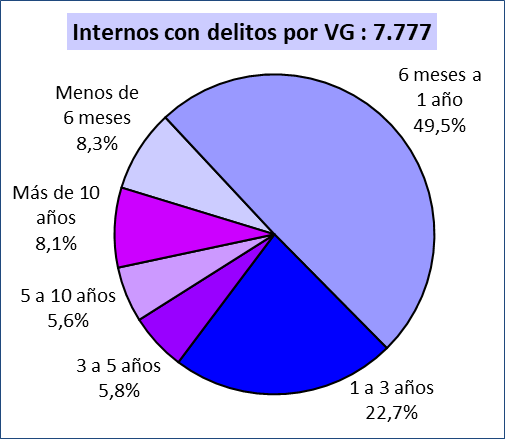 Internos con delitos por VG : 7.777
6 meses a
1 año
49,5%
1 a 3 años
22,7%
3 a 5 años
5,8%
5 a 10 años
5,6%
Más de 10
años
8,1%
Menos de
6 meses
8,3%